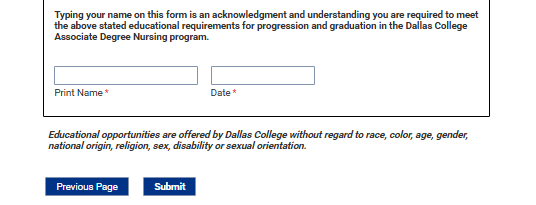 Typing your name on this form is an acknowledgment and understanding you are required to meet
the above stated educational requirements for progression and graduation in the Dallas College
Associate Degree Nursing program.
Print Name * Date *
Educational opportunities are offered by Dallas College without regard to race, color, age, gender,
national origin, religion, sex, disability or sexual orientation.
Previous Page Submit